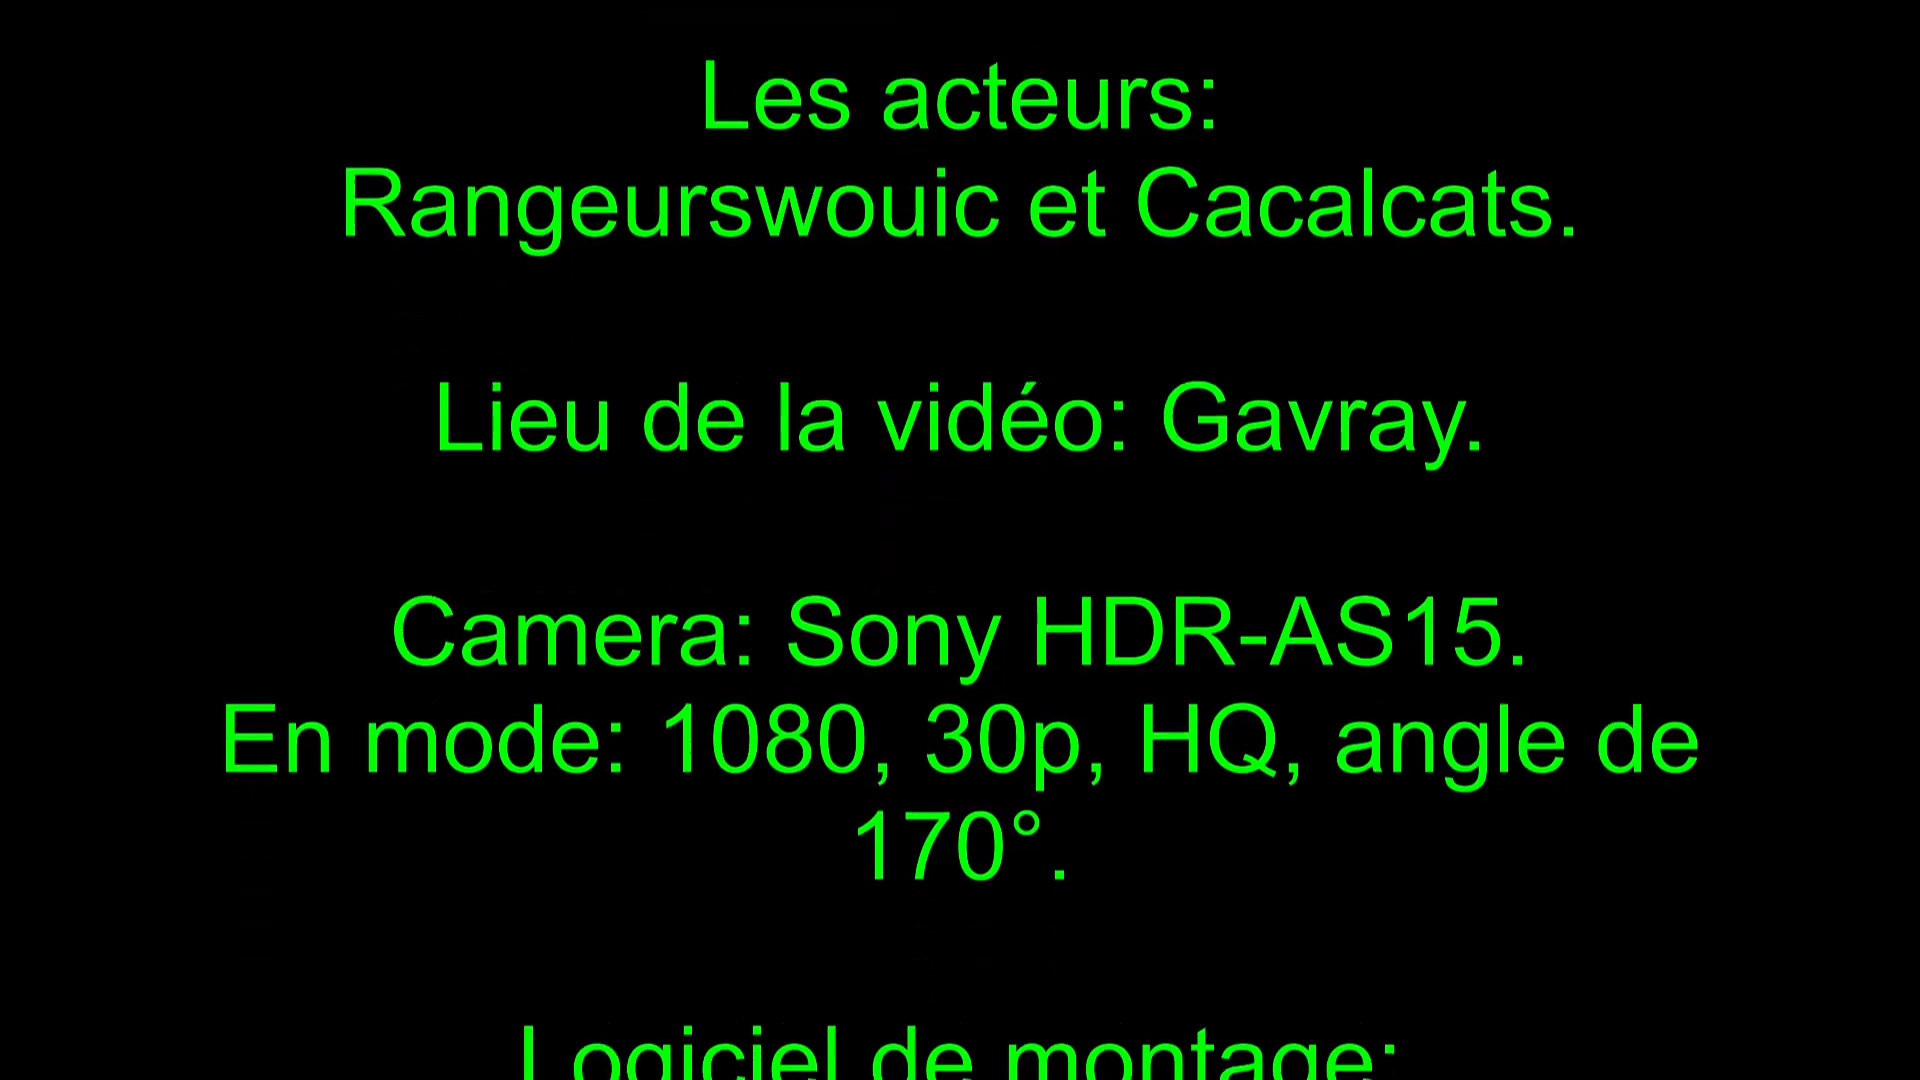 Les acteurs:
Rangeurswouic et Cacalcats.
Lieu de la vidéo: Gavray.
Camera: Sony HDR-AS15.
En mode: 1080, 30p, HQ, angle de
170°.
Logiciel de montage: